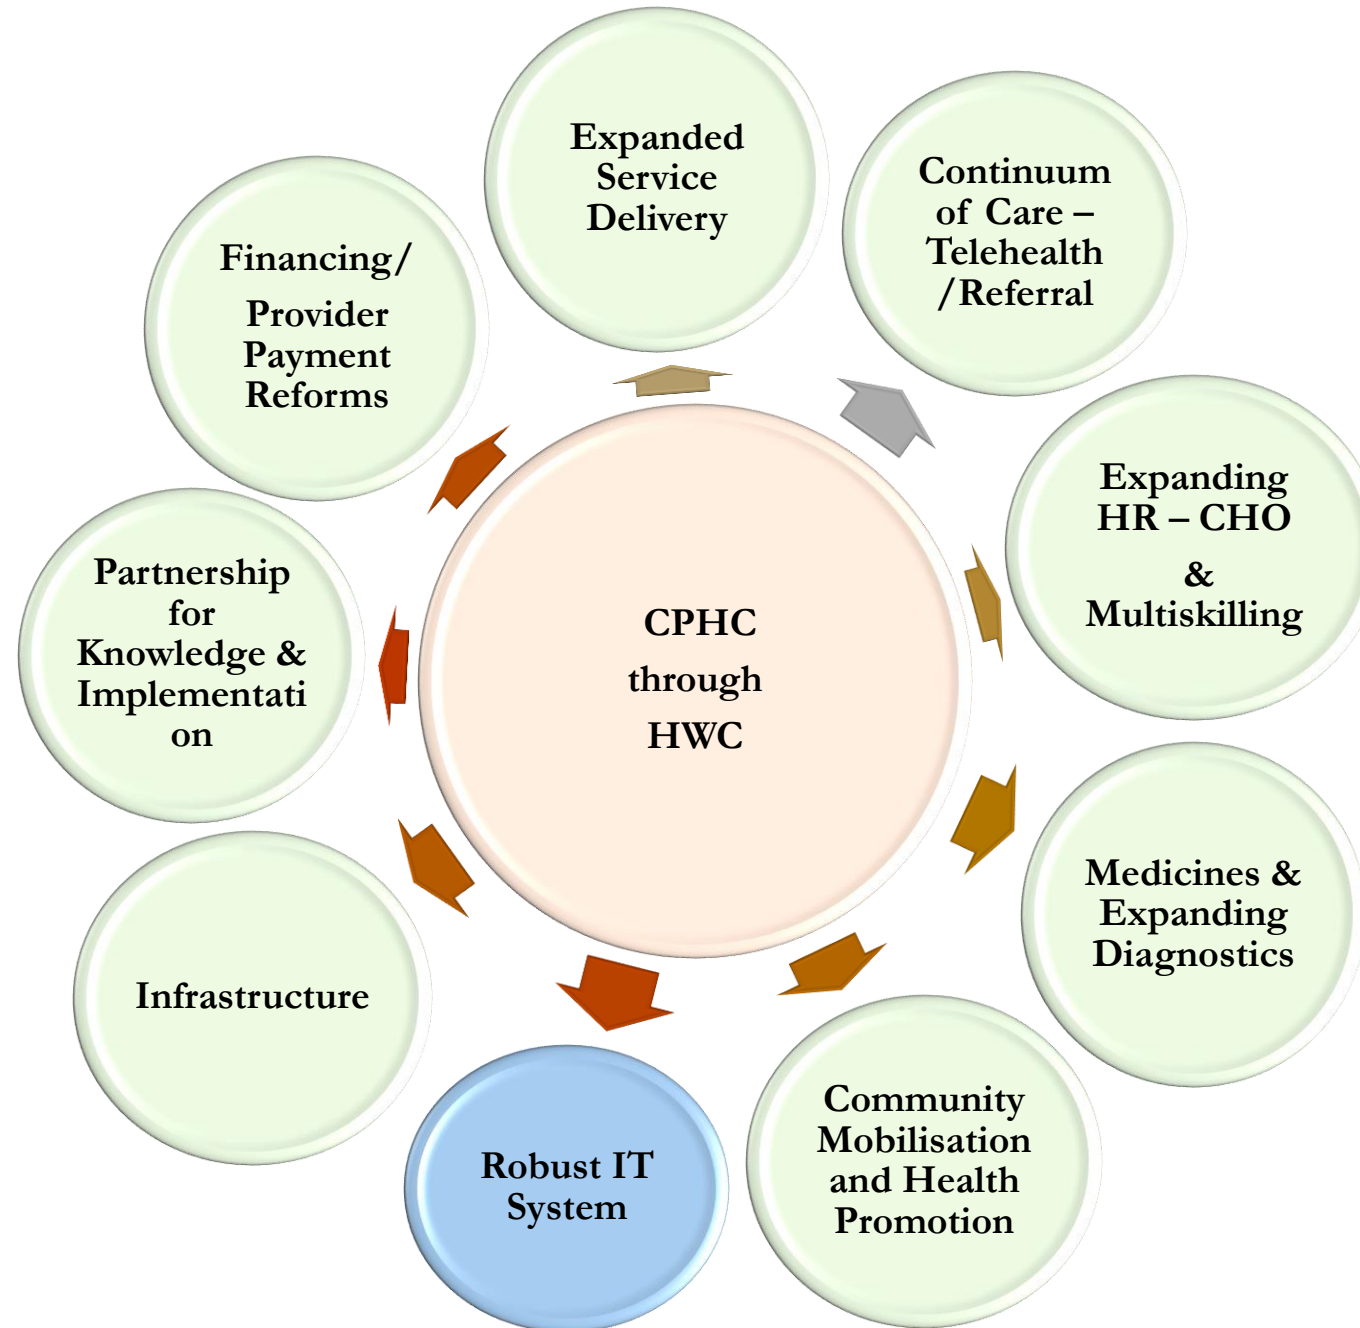 Expanded
Service
Delivery
Continuum
of Care –
Telehealth
/Referral
Expanding
HR – CHO
&
Multiskilling
Medicines &
Expanding
Diagnostics
Community
Mobilisation
and Health
Promotion
Robust IT
System
Infrastructure
Partnership
for
Knowledge &
Implementati
on
Financing/
Provider
Payment
Reforms
CPHC
through
HWC